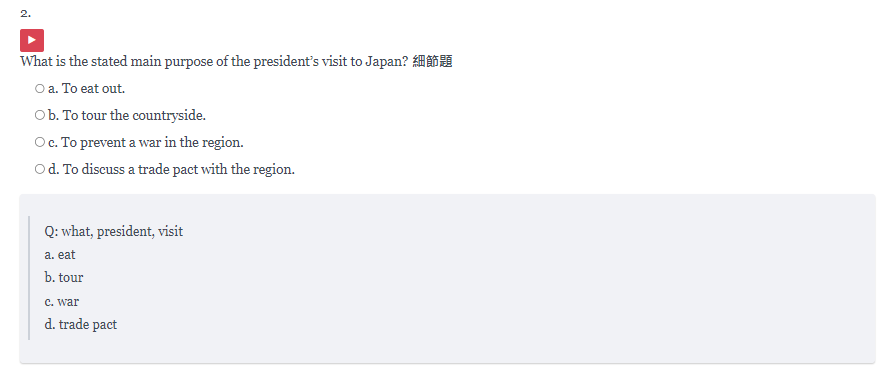 2.
What is the stated main purpose of the president’s visit to Japan? 細節題
a. To eat out.
b. To tour the countryside.
c. To prevent a war in the region.
d. To discuss a trade pact with the region.
Q: what, president, visit
a. eat
b. tour
c. war
d. trade pact